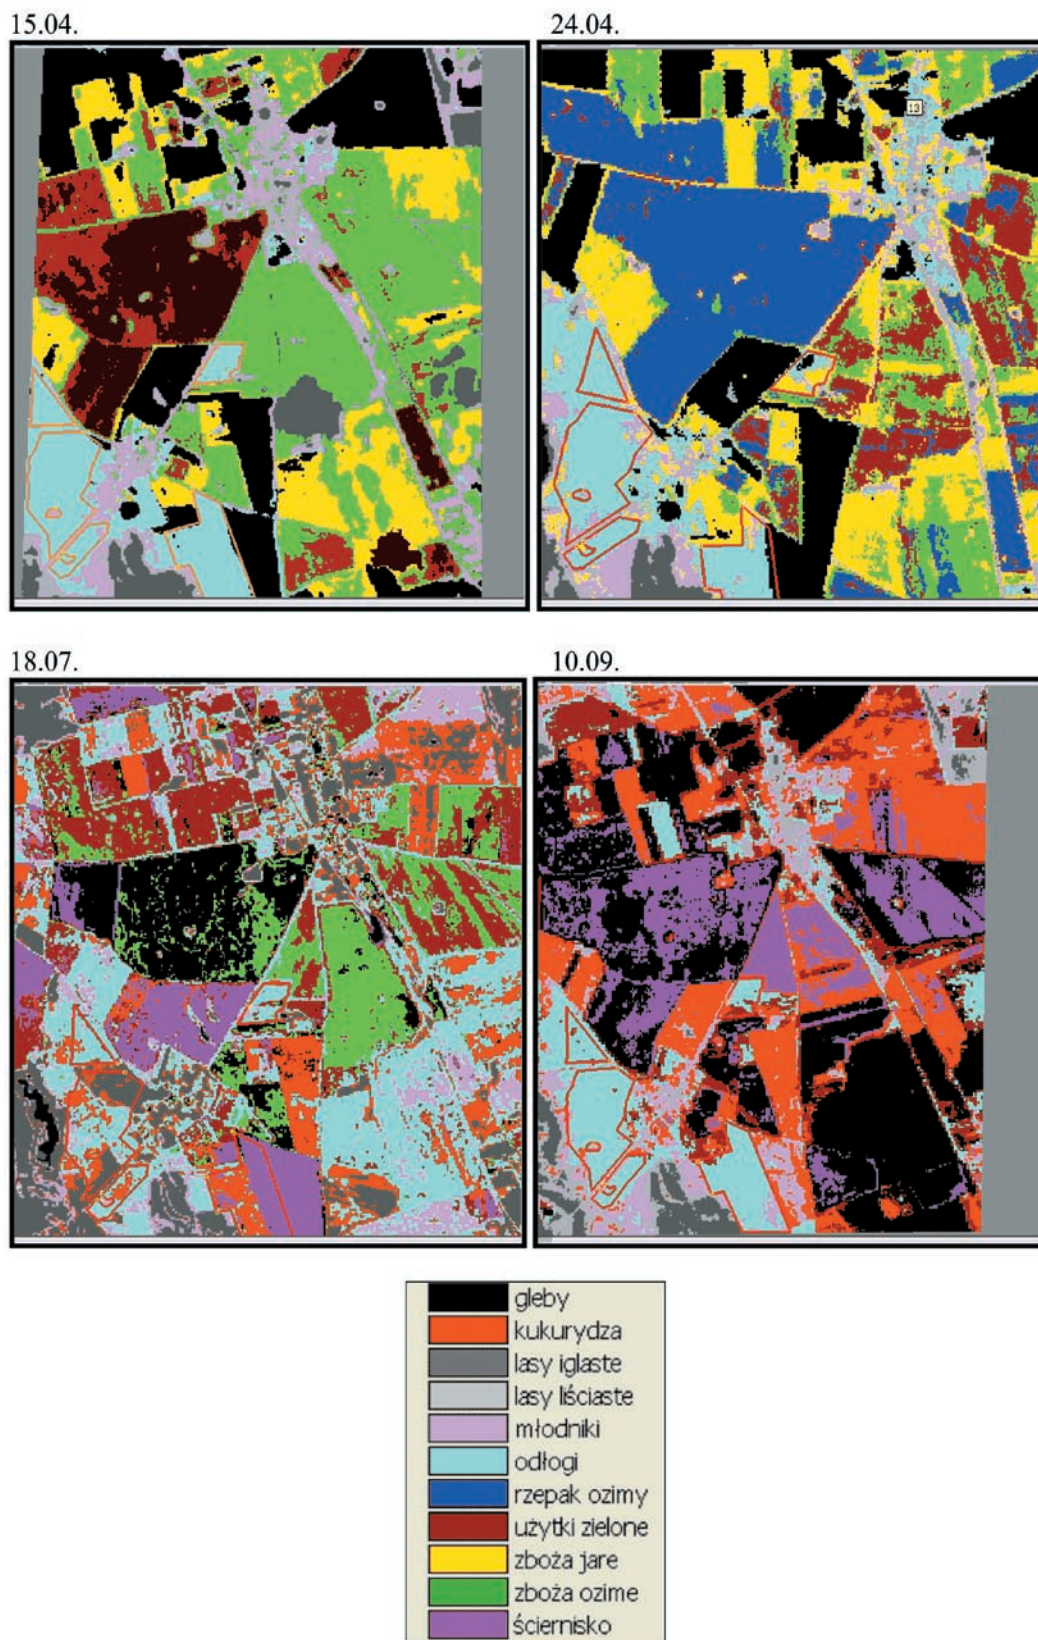 15.04.
24.04.
13
18.07.
10.09.
gleby
kukurydza
lasy iglaste
lasy liściaste
młodniki
odłogi
rzepak ozimy
użytki zielone
zboża jare
zboża ozime
ściernisko